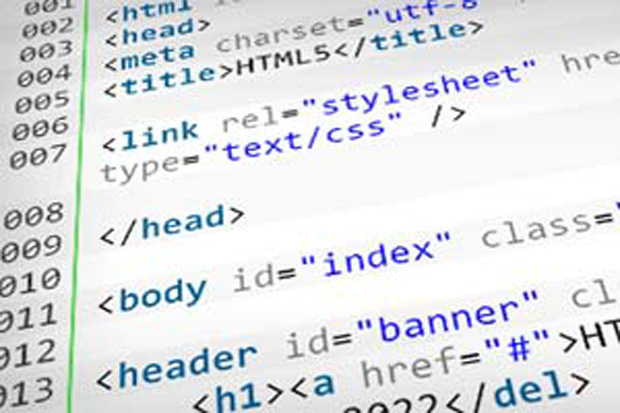 001 <html
002 <head>
003 <meta charset="utf-8"
004 <title>HTML5</title>
005
006 <link rel="stylesheet" hre
007 type="text/css" />
008 </head>
009
010 <body id="index" class="
011
012 <header id="banner" cl
013 <h1><a href="#">HT
2022</del>